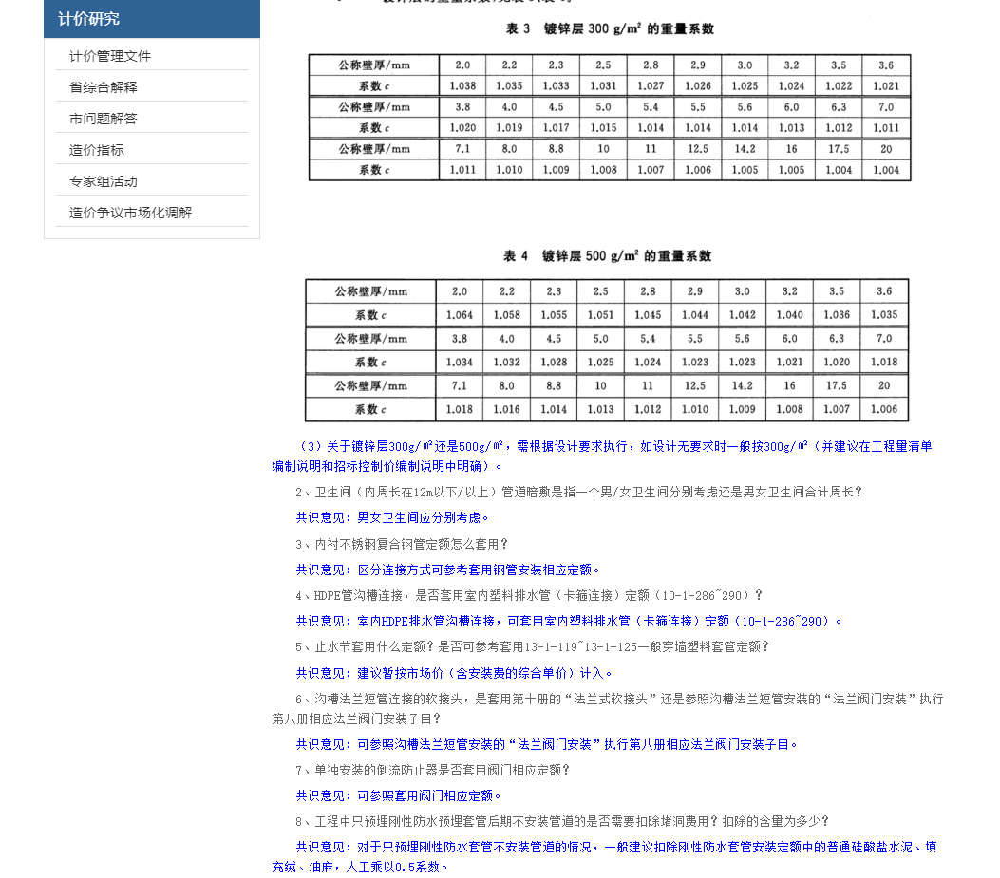 计价研究
计价管理文件
省综合解释
市问题解答
造价指标
专家组活动
造价争议市场化调解
表 3 镀锌层 300 g/m² 的重量系数
公称壁厚/mm 2.0 2.2 2.3 2.5 2.8 2.9 3.0 3.2 3.5 3.6
系数 c 1.038 1.035 1.033 1.031 1.027 1.026 1.025 1.024 1.022 1.021
公称壁厚/mm 3.8 4.0 4.5 5.0 5.4 5.5 5.6 6.0 6.3 7.0
系数 c 1.020 1.019 1.017 1.015 1.014 1.014 1.014 1.013 1.012 1.011
公称壁厚/mm 7.1 8.0 8.8 10 11 12.5 14.2 16 17.5 20
系数 c 1.011 1.010 1.009 1.008 1.007 1.006 1.005 1.005 1.004 1.004
表 4 镀锌层 500 g/m² 的重量系数
公称壁厚/mm 2.0 2.2 2.3 2.5 2.8 2.9 3.0 3.2 3.5 3.6
系数 c 1.064 1.058 1.055 1.051 1.045 1.044 1.042 1.040 1.036 1.035
公称壁厚/mm 3.8 4.0 4.5 5.0 5.4 5.5 5.6 6.0 6.3 7.0
系数 c 1.034 1.032 1.028 1.025 1.024 1.023 1.023 1.021 1.020 1.018
公称壁厚/mm 7.1 8.0 8.8 10 11 12.5 14.2 16 17.5 20
系数 c 1.018 1.016 1.014 1.013 1.012 1.010 1.009 1.008 1.007 1.006
（3）关于镀锌层300g/㎡还是500g/㎡，需根据设计要求执行，如设计无要求时一般按300g/㎡（并建议在工程量清单
编制说明和招标控制价编制说明中明确）。
2、卫生间（内周长在12m以下/以上）管道暗敷是指一个男/女卫生间分别考虑还是男女卫生间合计周长？
共识意见：男女卫生间应分别考虑。
3、内衬不锈钢复合钢管定额怎么套用？
共识意见：区分连接方式可参考套用钢管安装相应定额。
4、HDPE管沟槽连接，是否套用室内塑料排水管（卡箍连接）定额（10-1-286~290）？
共识意见：室内HDPE排水管沟槽连接，可套用室内塑料排水管（卡箍连接）定额（10-1-286~290）。
5、止水节套用什么定额？是否可参考套用13-1-119~13-1-125一般穿墙塑料套管定额？
共识意见：建议暂按市场价（含安装费的综合单价）计入。
6、沟槽法兰短管连接的软接头，是套用第十册的“法兰式软接头”还是参照沟槽法兰短管安装的“法兰阀门安装”执行
第八册相应法兰阀门安装子目？
共识意见：可参照沟槽法兰短管安装的“法兰阀门安装”执行第八册相应法兰阀门安装子目。
7、单独安装的倒流防止器是否套用阀门相应定额？
共识意见：可参照套用阀门相应定额。
8、工程中只预埋刚性防水预埋套管后期不安装管道的是否需要扣除堵洞费用？扣除的含量为多少？
共识意见：对于只预埋刚性防水套管不安装管道的情况，一般建议扣除刚性防水套管安装定额中的普通硅酸盐水泥、填
充绒、油麻，人工乘以0.5系数。